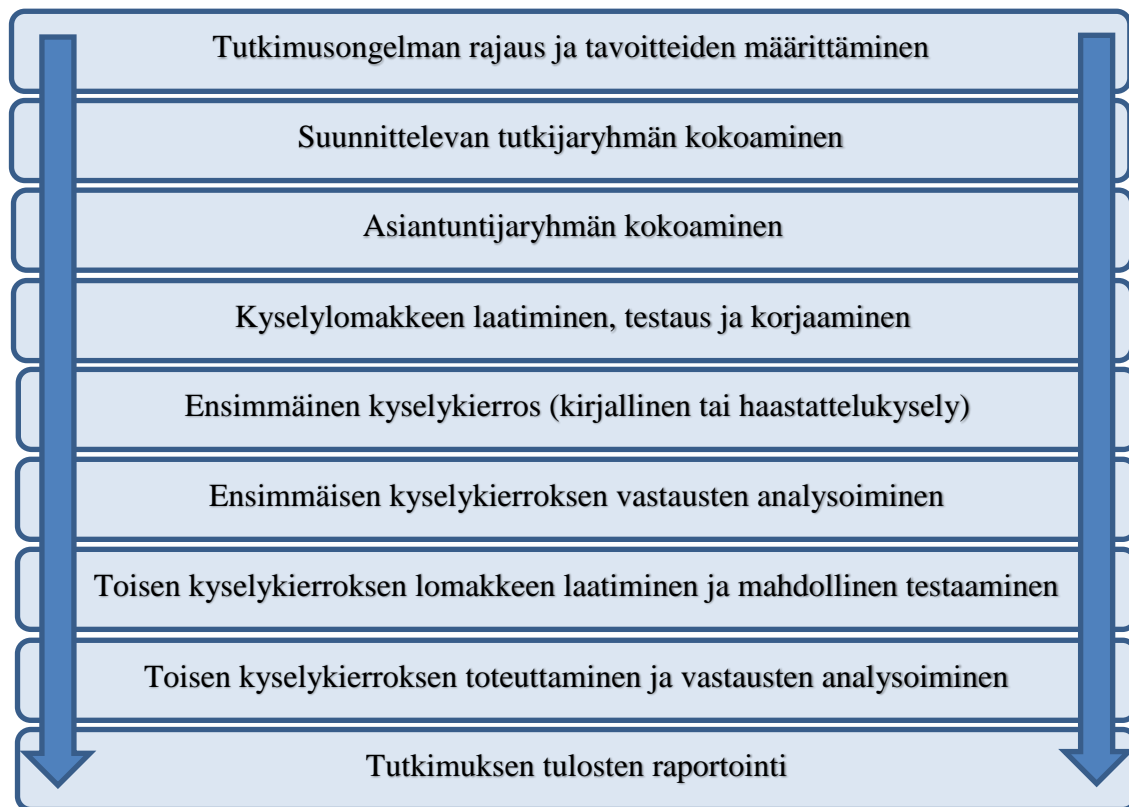 Tutkimusongelman rajaus ja tavoitteiden määrittäminen
Suunnittelevan tutkijaryhmän kokoaminen
Asiantuntijaryhmän kokoaminen
Kyselylomakkeen laatiminen, testaus ja korjaaminen
Ensimmäinen kyselykierros (kirjallinen tai haastattelukysely)
Ensimmäisen kyselykierroksen vastausten analysoiminen
Toisen kyselykierroksen lomakkeen laatiminen ja mahdollinen testaaminen
Toisen kyselykierroksen toteuttaminen ja vastausten analysoiminen
Tutkimuksen tulosten raportointi